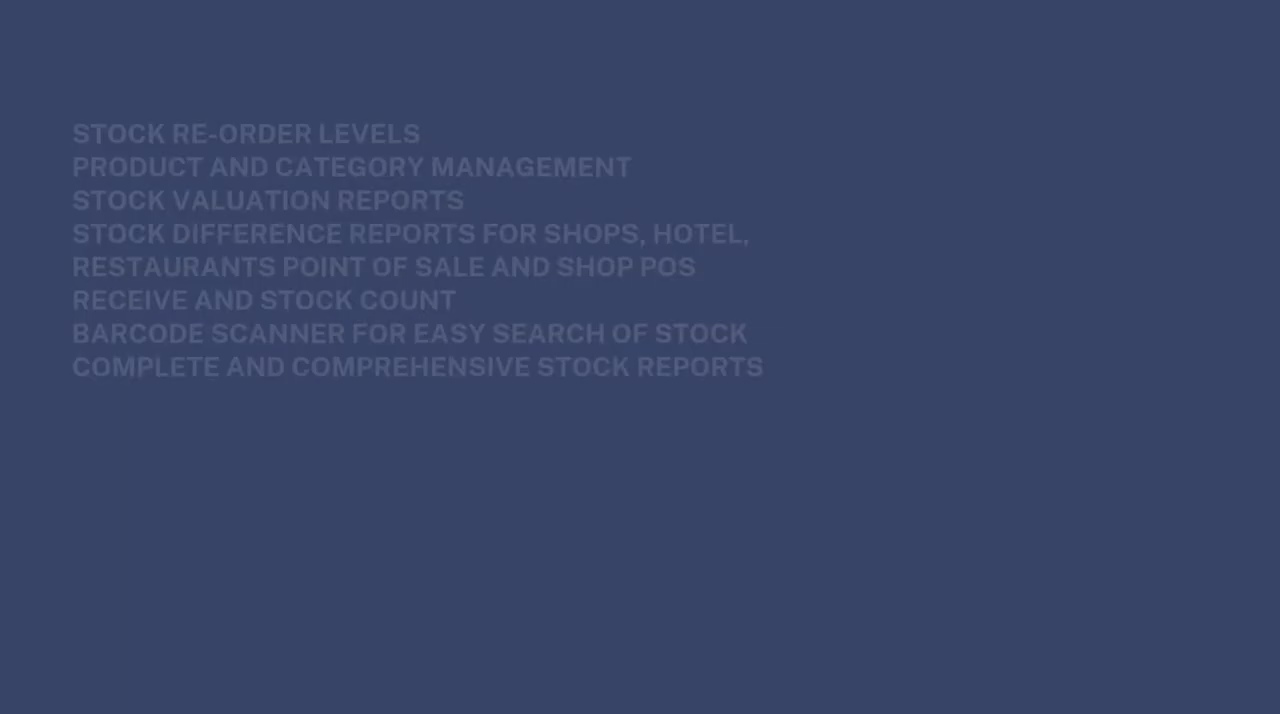 STOCK RE-ORDER LEVELS
PRODUCT AND CATEGORY MANAGEMENT
STOCK VALUATION REPORTS
STOCK DIFFERENCE REPORTS FOR SHOPS, HOTEL,
RESTAURANTS POINT OF SALE AND SHOP POS
RECEIVE AND STOCK COUNT
BARCODE SCANNER FOR EASY SEARCH OF STOCK
COMPLETE AND COMPREHENSIVE STOCK REPORTS